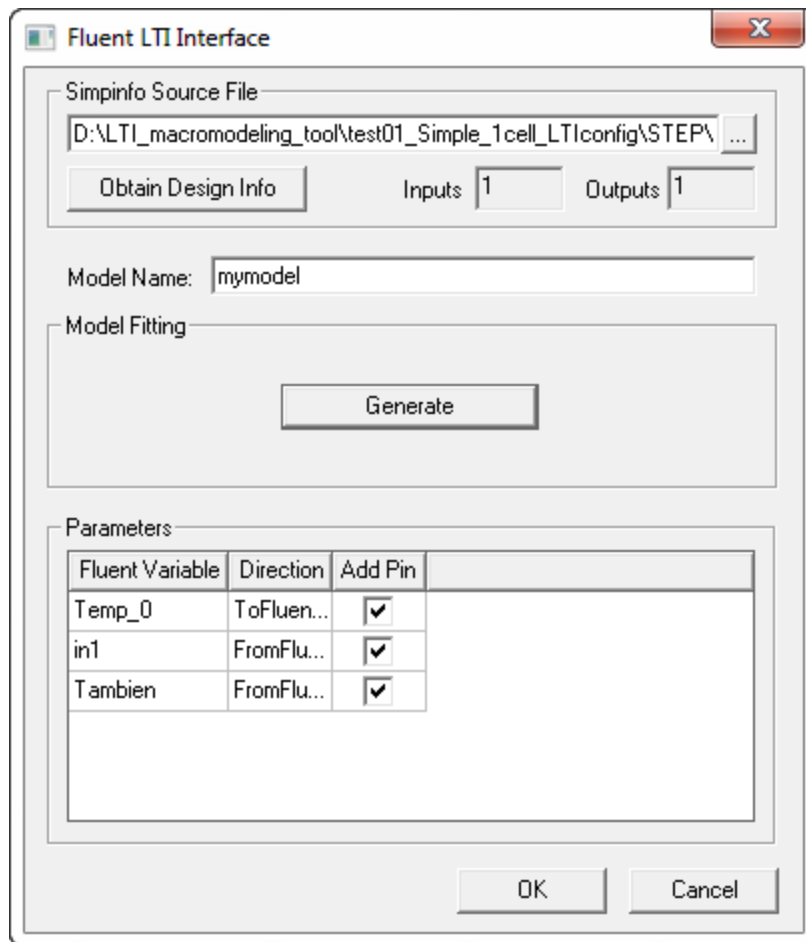 Fluent LTI Interface
Simpinfo Source File
D:\LTI_macromodeling_tool\test01_Simple_1cell_LTIconfig\STEP\ ...
Obtain Design Info Inputs 1 Outputs 1
Model Name: mymodel
Model Fitting
Generate
Parameters
Fluent Variable Direction Add Pin
Temp_0 ToFluen...
in1 FromFlu...
Tambien FromFlu...
OK Cancel